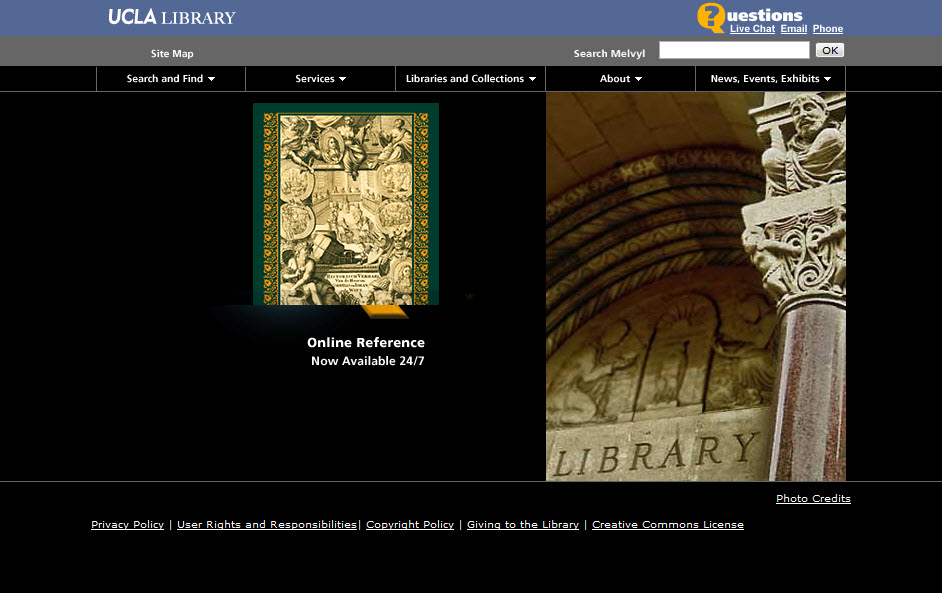 UCLA LIBRARY
Questions
Live Chat Email Phone
Site Map
Search Melvyl
OK
Search and Find
Services
Libraries and Collections
About
News, Events, Exhibits
Online Reference
Now Available 24/7
LIBRARY
Photo Credits
Privacy Policy | User Rights and Responsibilities| Copyright Policy | Giving to the Library | Creative Commons License